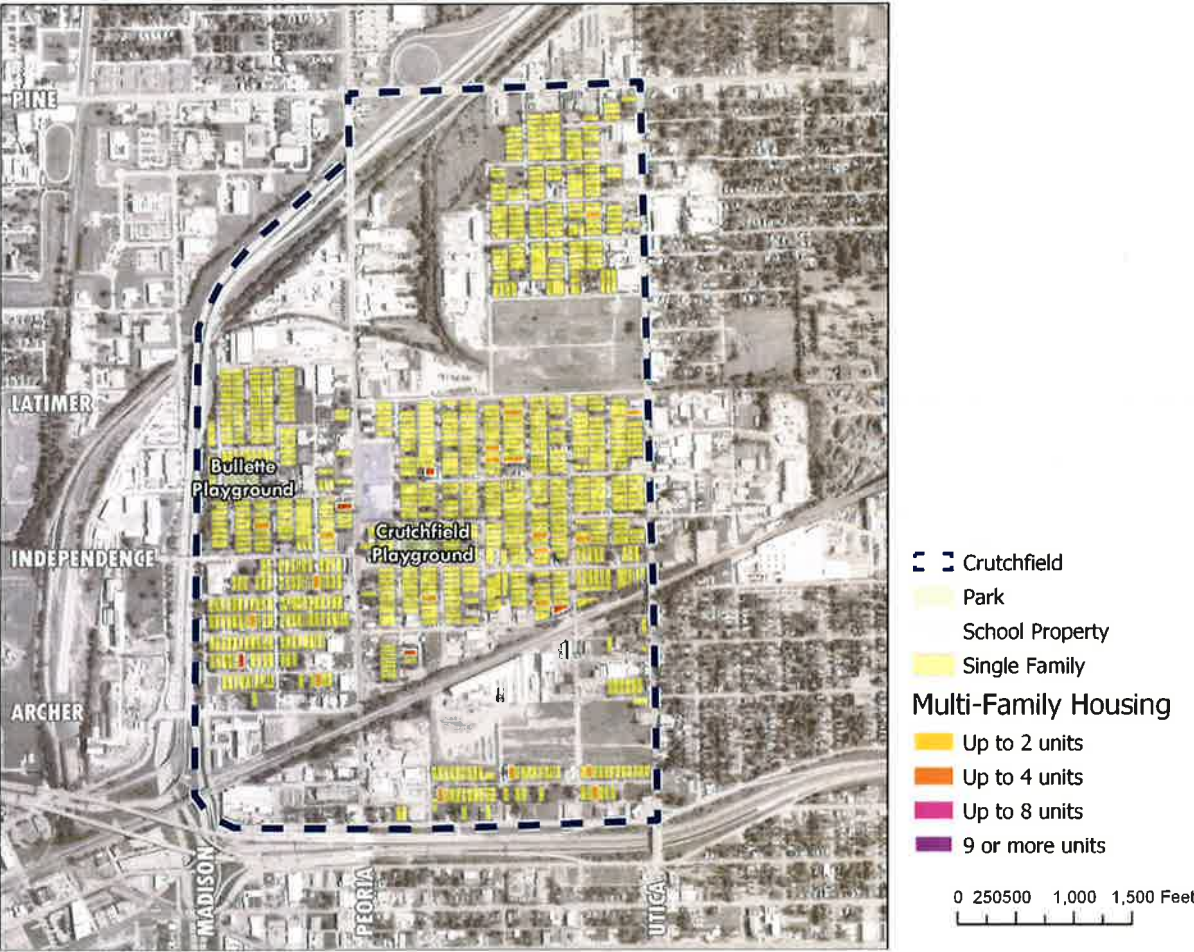 PINE
LATIMER
Bullette
Playground
Crutchfield
Playground
INDEPENDENCE
ARCHER
MADISON
PEORIA
UTICA
Crutchfield
Park
School Property
Single Family
Multi-Family Housing
Up to 2 units
Up to 4 units
Up to 8 units
9 or more units
0 250500 1,000 1,500 Feet